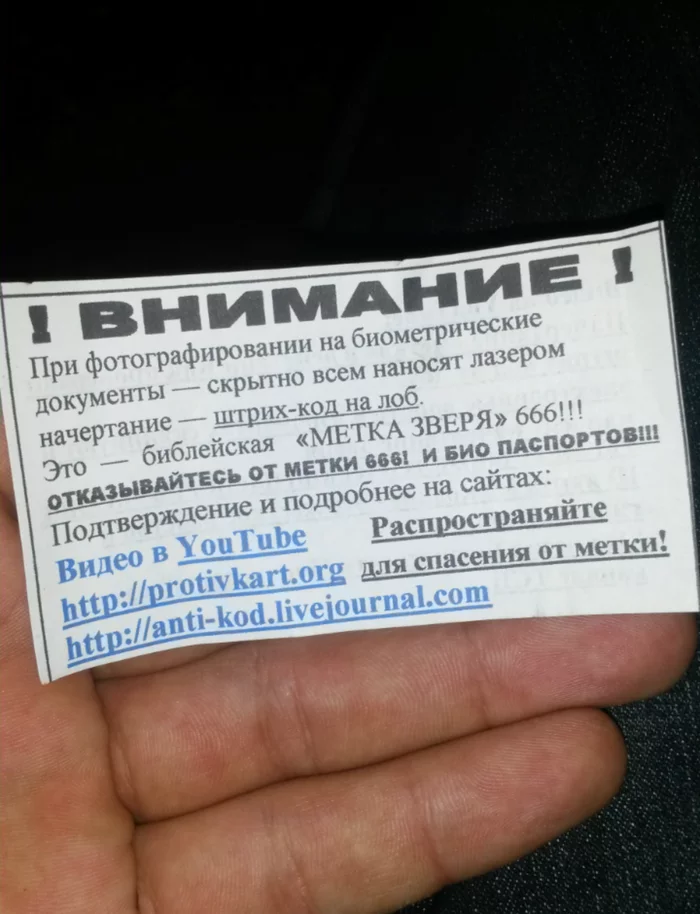 ! ВНИМАНИЕ !
При фотографировании на биометрические
документы — скрытно всем наносят лазером
начертание — штрих-код на лоб.
Это — библейская «МЕТКА ЗВЕРЯ» 666!!!
ОТКАЗЫВАЙТЕСЬ ОТ МЕТКИ 666! И БИО ПАСПОРТОВ!!!
Подтверждение и подробнее на сайтах:
Видео в YouTube
Распространяйте
http://protivkart.org
для спасения от метки!
http://anti-kod.livejournal.com